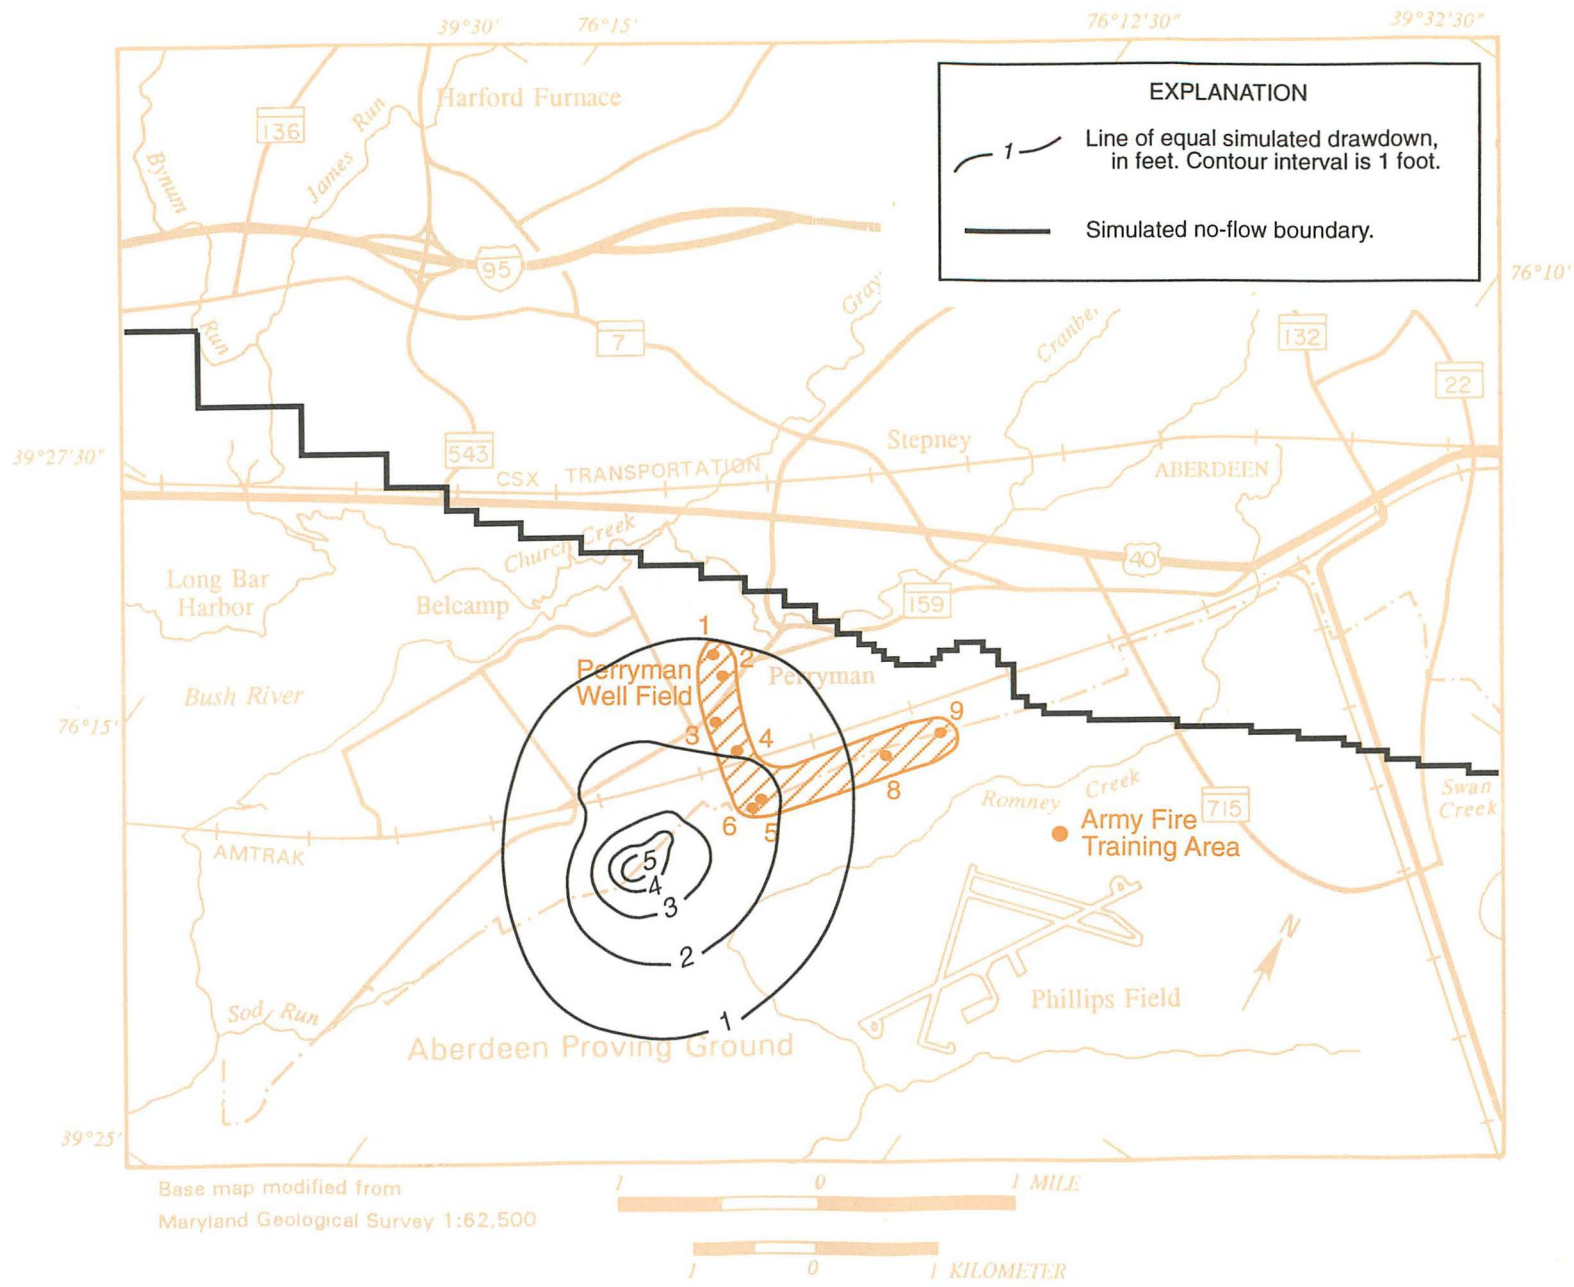 39°30'
76°15'
76°12'30"
39°32'30"
EXPLANATION
1
Line of equal simulated drawdown,
in feet. Contour interval is 1 foot.
Simulated no-flow boundary.
Harford Furnace
136
James Run
Bynum
Run
95
76°10'
Gray
Cranber
7
132
22
39°27'30"
543
CSX TRANSPORTATION
Stepney
ABERDEEN
Church Creek
40
Long Bar
Harbor
Belcamp
159
1
2
Perryman
Well Field
Perryman
Bush River
76°15'
3
4
9
8
6
5
Romney Creek
715
Swan
Creek
Army Fire
Training Area
AMTRAK
5
4
3
2
1
N
Sod Run
Phillips Field
Aberdeen Proving Ground
39°25'
Base map modified from
Maryland Geological Survey 1:62,500
1 0 1 MILE
1 0 1 KILOMETER